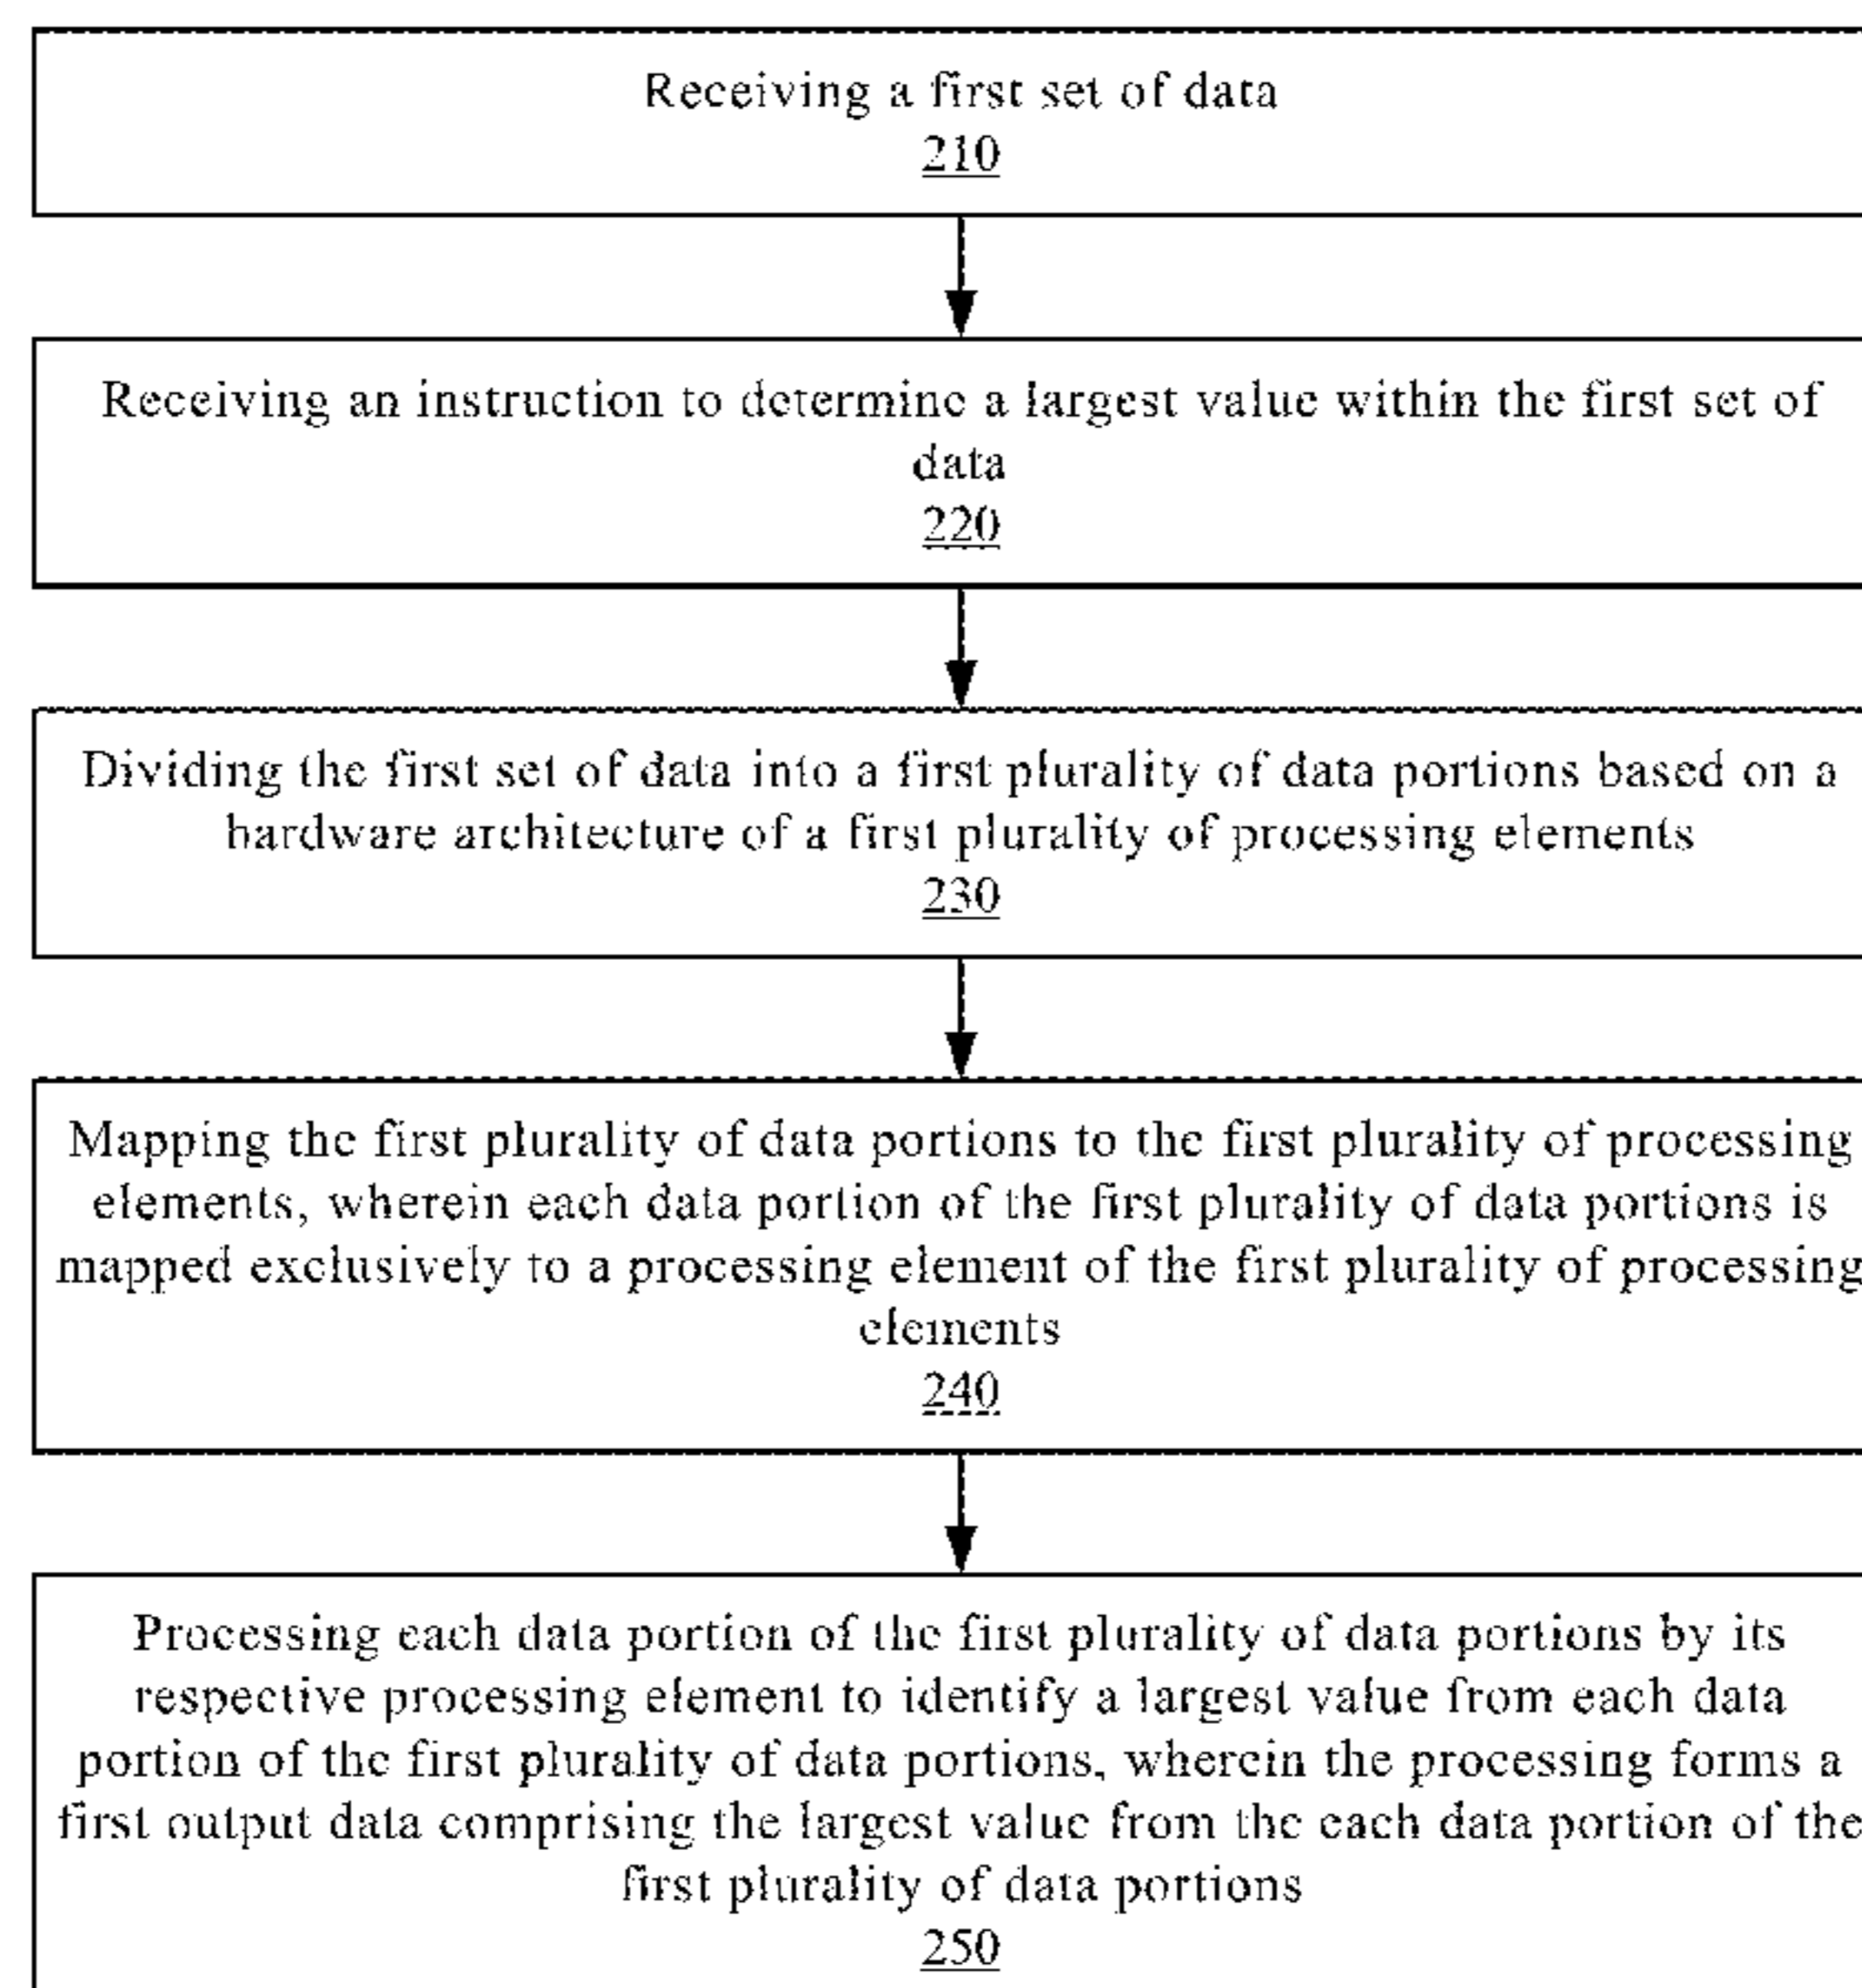 Receiving a first set of data
210
Receiving an instruction to determine a largest value within the first set of
data
220
Dividing the first set of data into a first plurality of data portions based on a
hardware architecture of a first plurality of processing elements
230
Mapping the first plurality of data portions to the first plurality of processing
elements, wherein each data portion of the first plurality of data portions is
mapped exclusively to a processing element of the first plurality of processing
elements
240
Processing each data portion of the first plurality of data portions by its
respective processing element to identify a largest value from each data
portion of the first plurality of data portions, wherein the processing forms a
first output data comprising the largest value from the each data portion of the
first plurality of data portions
250